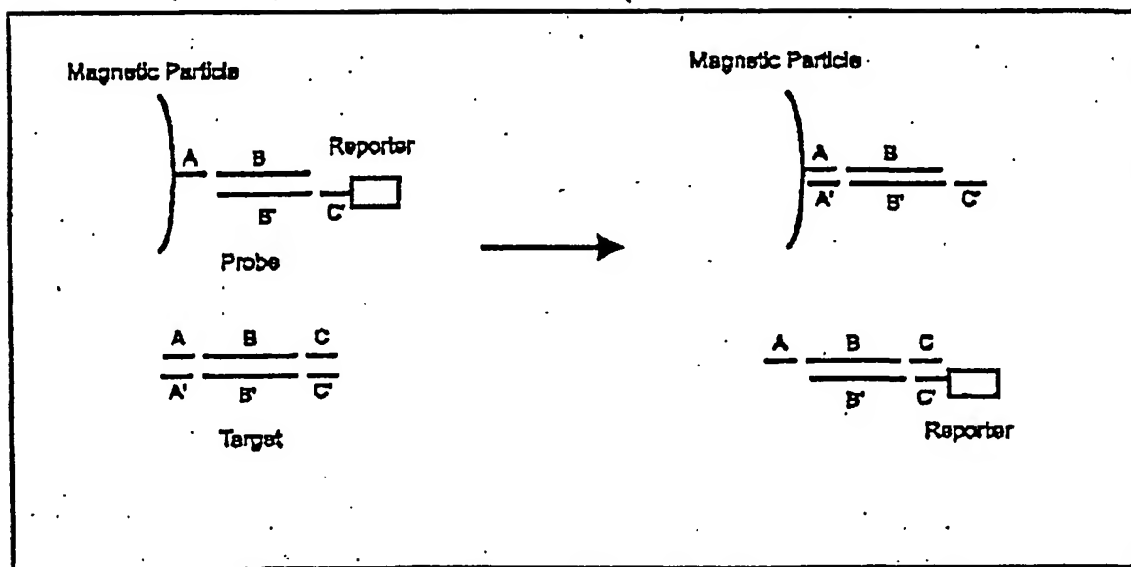 Magnetic Particle
A B Reporter
B' C'
Probe
A B C
A' B' C'
Target
Magnetic Particle
A B
A' B' C'
A B C
B' C'
Reporter